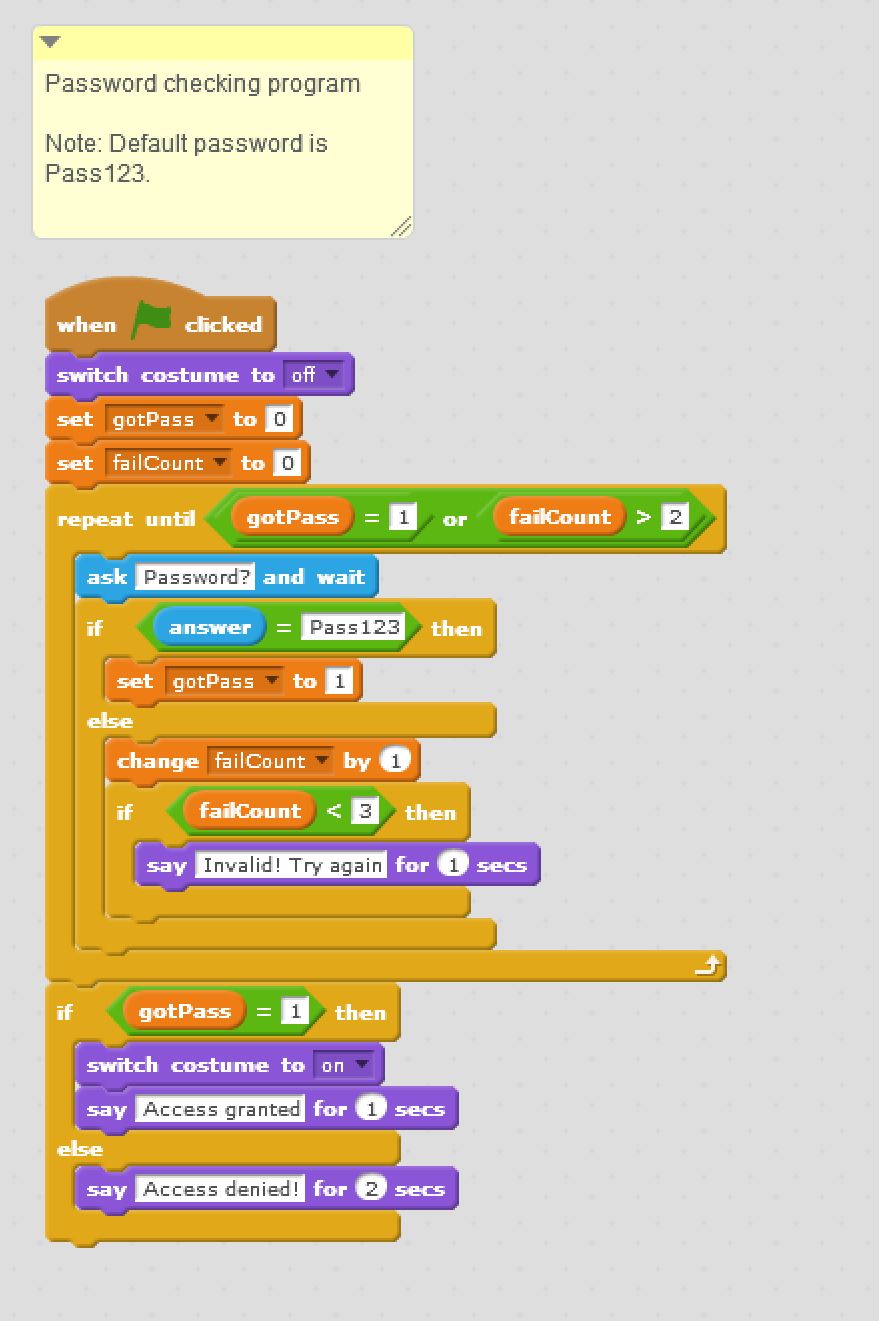 Password checking program
Note: Default password is
Pass123.
when clicked
switch costume to off
set gotPass to 0
set failCount to 0
repeat until gotPass = 1 or failCount > 2
ask Password? and wait
if answer = Pass123 then
set gotPass to 1
else
change failCount by 1
if failCount < 3 then
say Invalid! Try again for 1 secs
if gotPass = 1 then
switch costume to on
say Access granted for 1 secs
else
say Access denied! for 2 secs